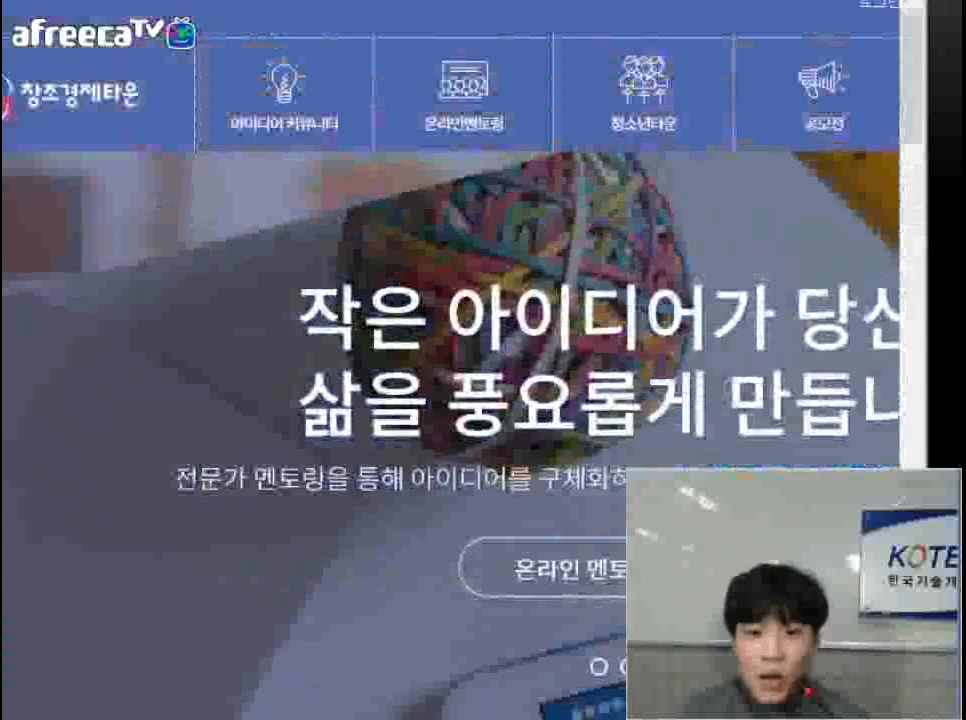 afreecaTV
창조경제타운
아이디어 커뮤니티
온라인멘토링
청소년타운
공모전
작은 아이디어가 당신
삶을 풍요롭게 만듭니
전문가 멘토링을 통해 아이디어를 구체화하
온라인 멘토
KOTE
한국기술개